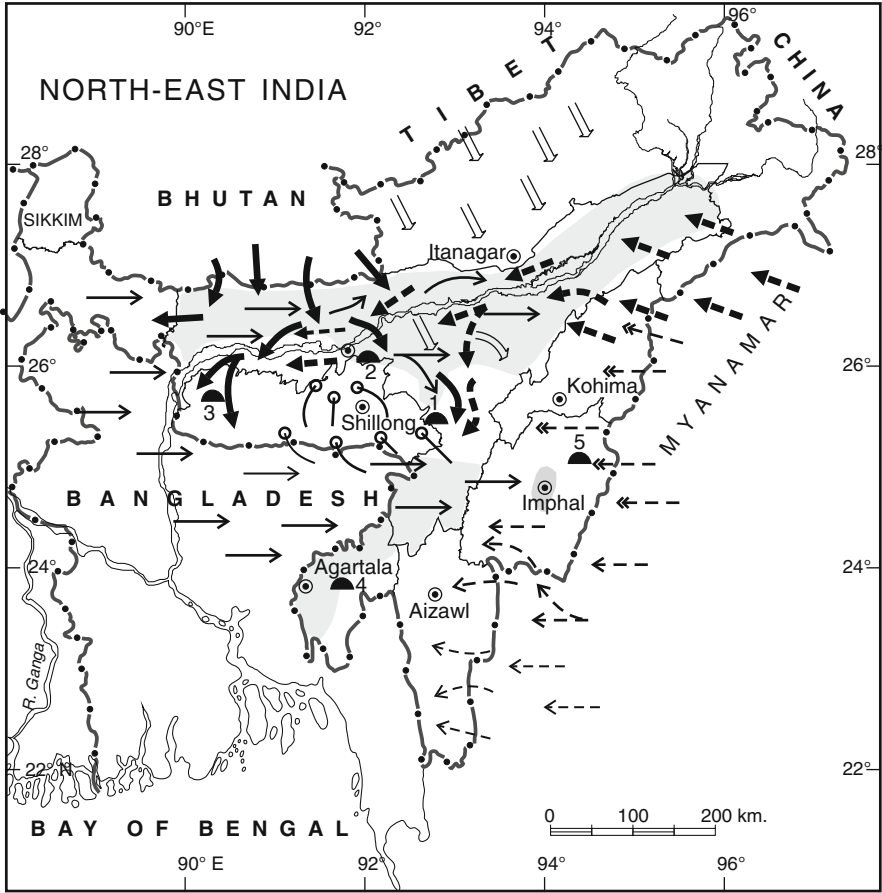 90°E 92° 94° 96°
NORTH-EAST INDIA
TIBET
CHINA
28° 28°
BHUTAN
SIKKIM
Itanagar
MYANAMAR
26° 26°
2
Kohima
3
1
Shillong
5
BANGLADESH
Imphal
24° 24°
Agartala
4
Aizawl
R. Ganga
22° N 22°
BAY OF BENGAL
0 100 200 km.
90° E 92° 94° 96°